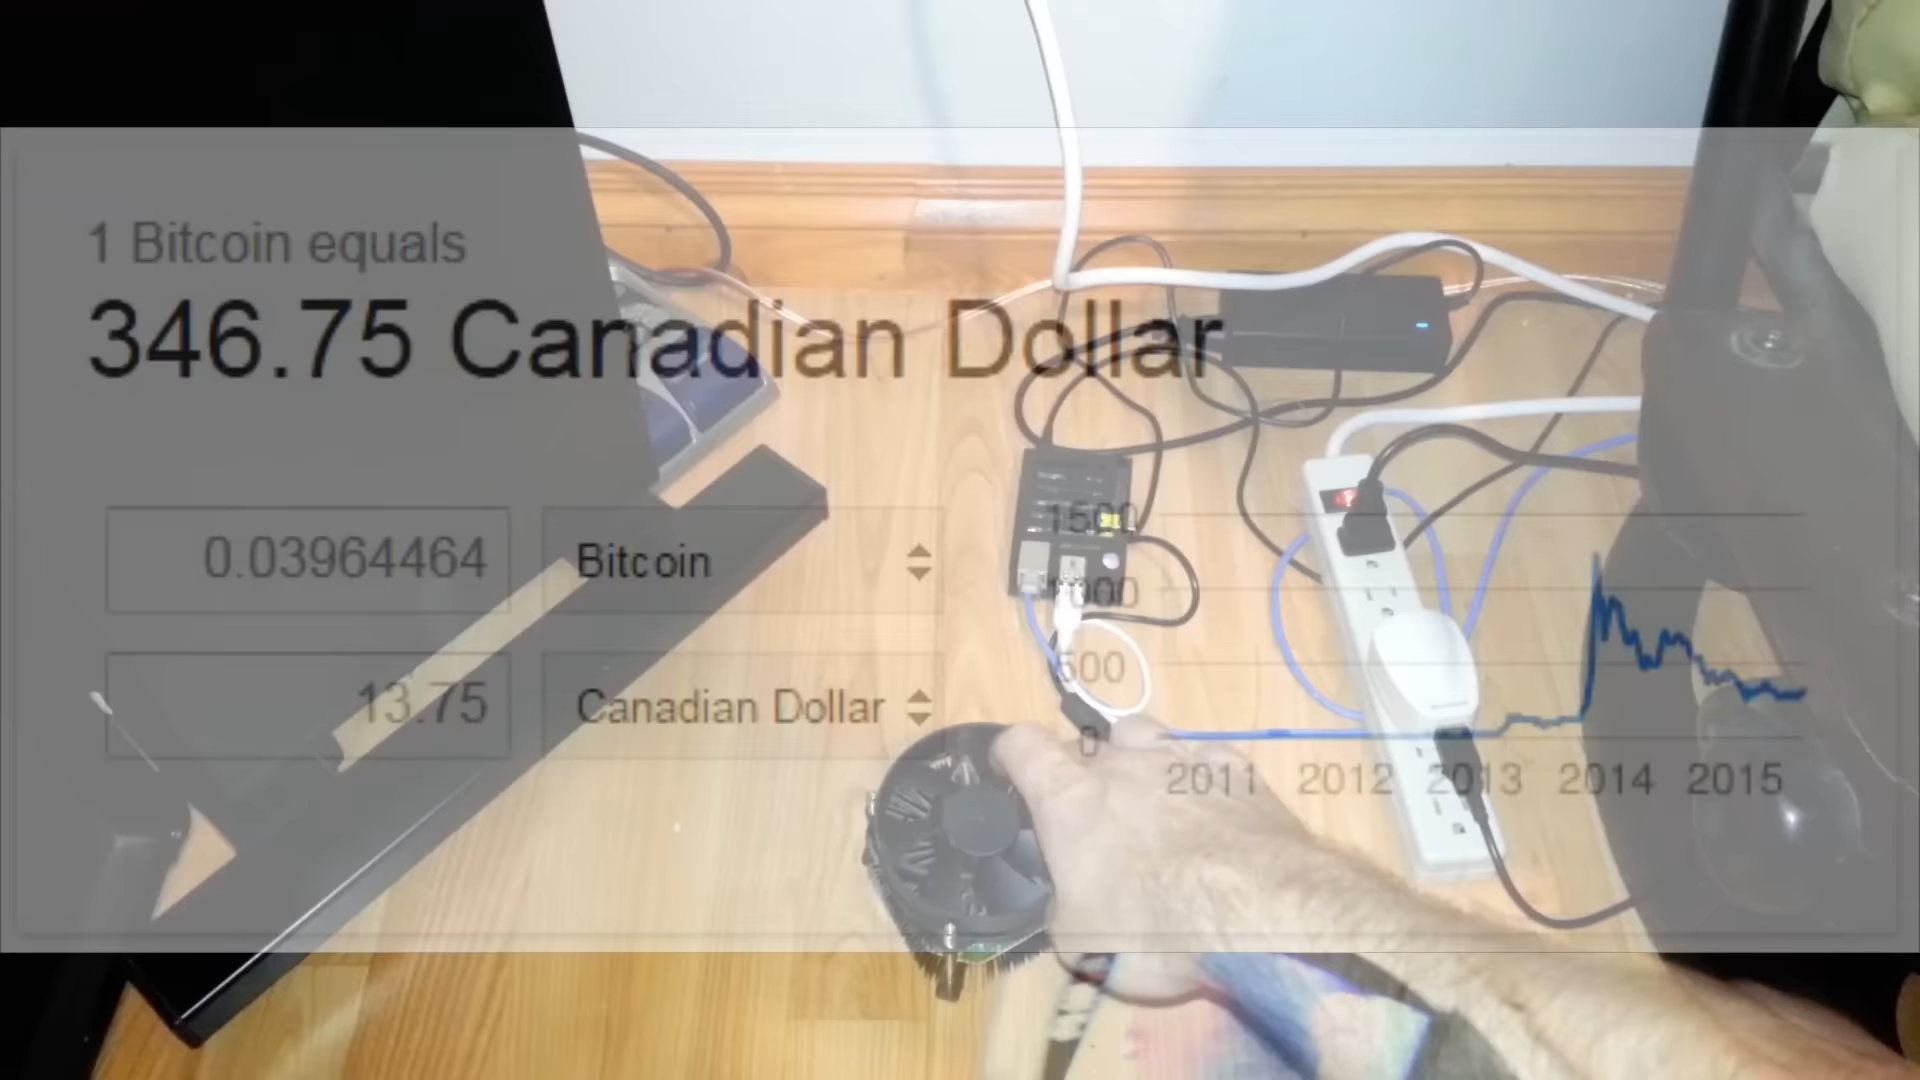 1 Bitcoin equals
346.75 Canadian Dollar
0.03964464 Bitcoin
13.75 Canadian Dollar
1500
1000
500
0
2011 2012 2013 2014 2015